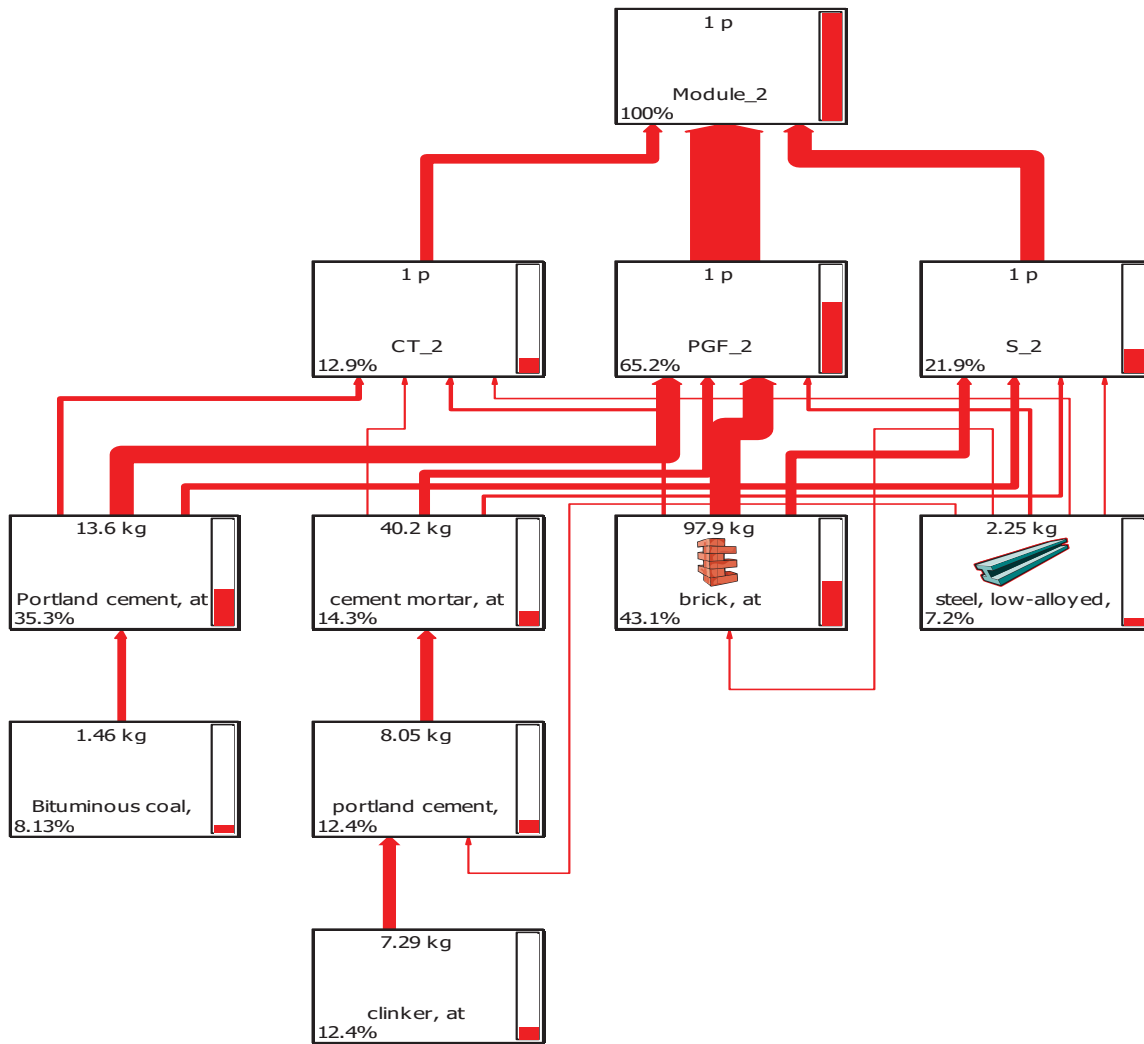 1 p
Module_2
100%
1 p
CT_2
12.9%
1 p
PGF_2
65.2%
1 p
S_2
21.9%
13.6 kg
Portland cement, at
35.3%
40.2 kg
cement mortar, at
14.3%
97.9 kg
brick, at
43.1%
2.25 kg
steel, low-alloyed,
7.2%
1.46 kg
Bituminous coal,
8.13%
8.05 kg
portland cement,
12.4%
7.29 kg
clinker, at
12.4%